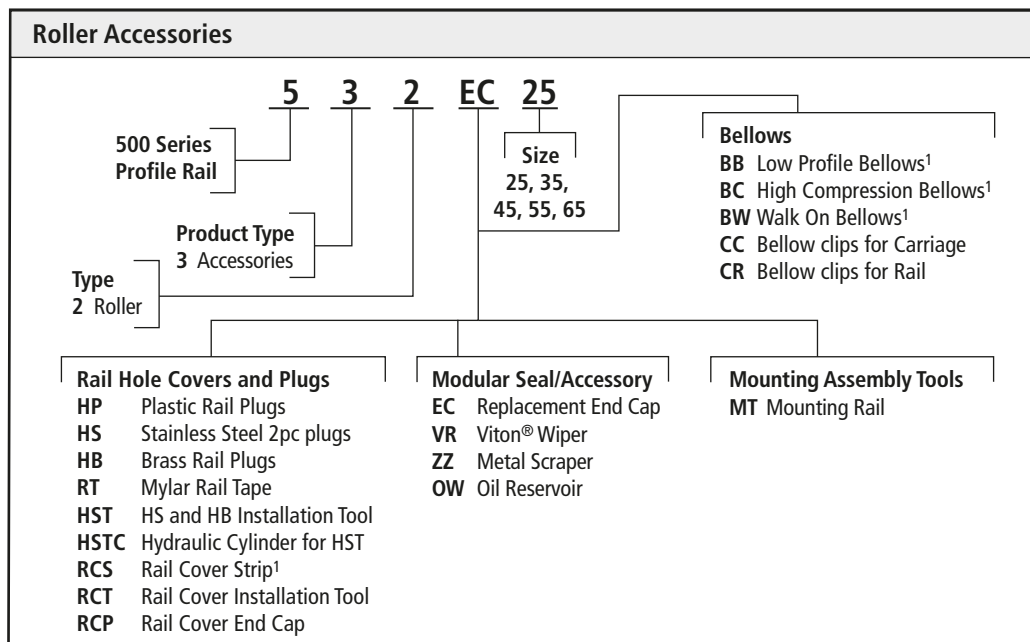 Roller Accessories
5 3 2 EC 25
500 Series
Profile Rail
Product Type
3 Accessories
Type
2 Roller
Size
25, 35,
45, 55, 65
Bellows
BB Low Profile Bellows¹
BC High Compression Bellows¹
BW Walk On Bellows¹
CC Bellow clips for Carriage
CR Bellow clips for Rail
Rail Hole Covers and Plugs
HP Plastic Rail Plugs
HS Stainless Steel 2pc plugs
HB Brass Rail Plugs
RT Mylar Rail Tape
HST HS and HB Installation Tool
HSTC Hydraulic Cylinder for HST
RCS Rail Cover Strip¹
RCT Rail Cover Installation Tool
RCP Rail Cover End Cap
Modular Seal/Accessory
EC Replacement End Cap
VR Viton® Wiper
ZZ Metal Scraper
OW Oil Reservoir
Mounting Assembly Tools
MT Mounting Rail